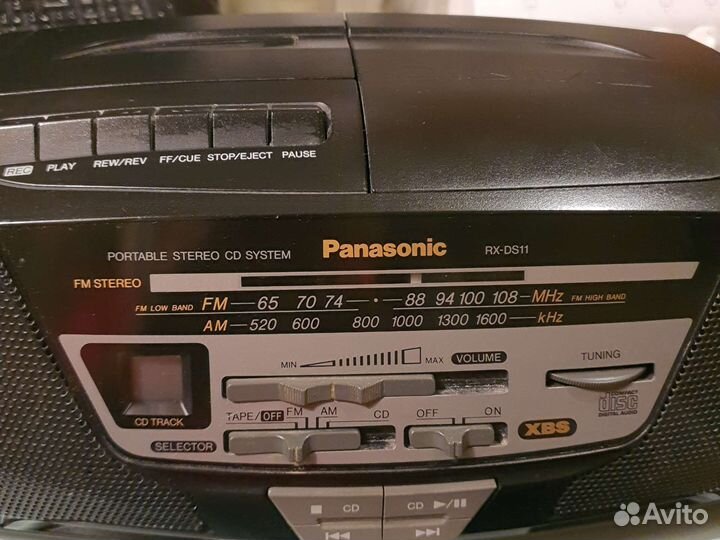 REC PLAY REW/REV FF/CUE STOP/EJECT PAUSE
PORTABLE STEREO CD SYSTEM Panasonic RX-DS11
FM STEREO
FM LOW BAND FM 65 70 74 88 94 100 108 MHz FM HIGH BAND
AM 520 600 800 1000 1300 1600 kHz
MIN MAX VOLUME TUNING
CD TRACK
TAPE/OFF FM AM CD OFF ON
COMPACT
disc
DIGITAL AUDIO
SELECTOR XBS
CD CD
Avito